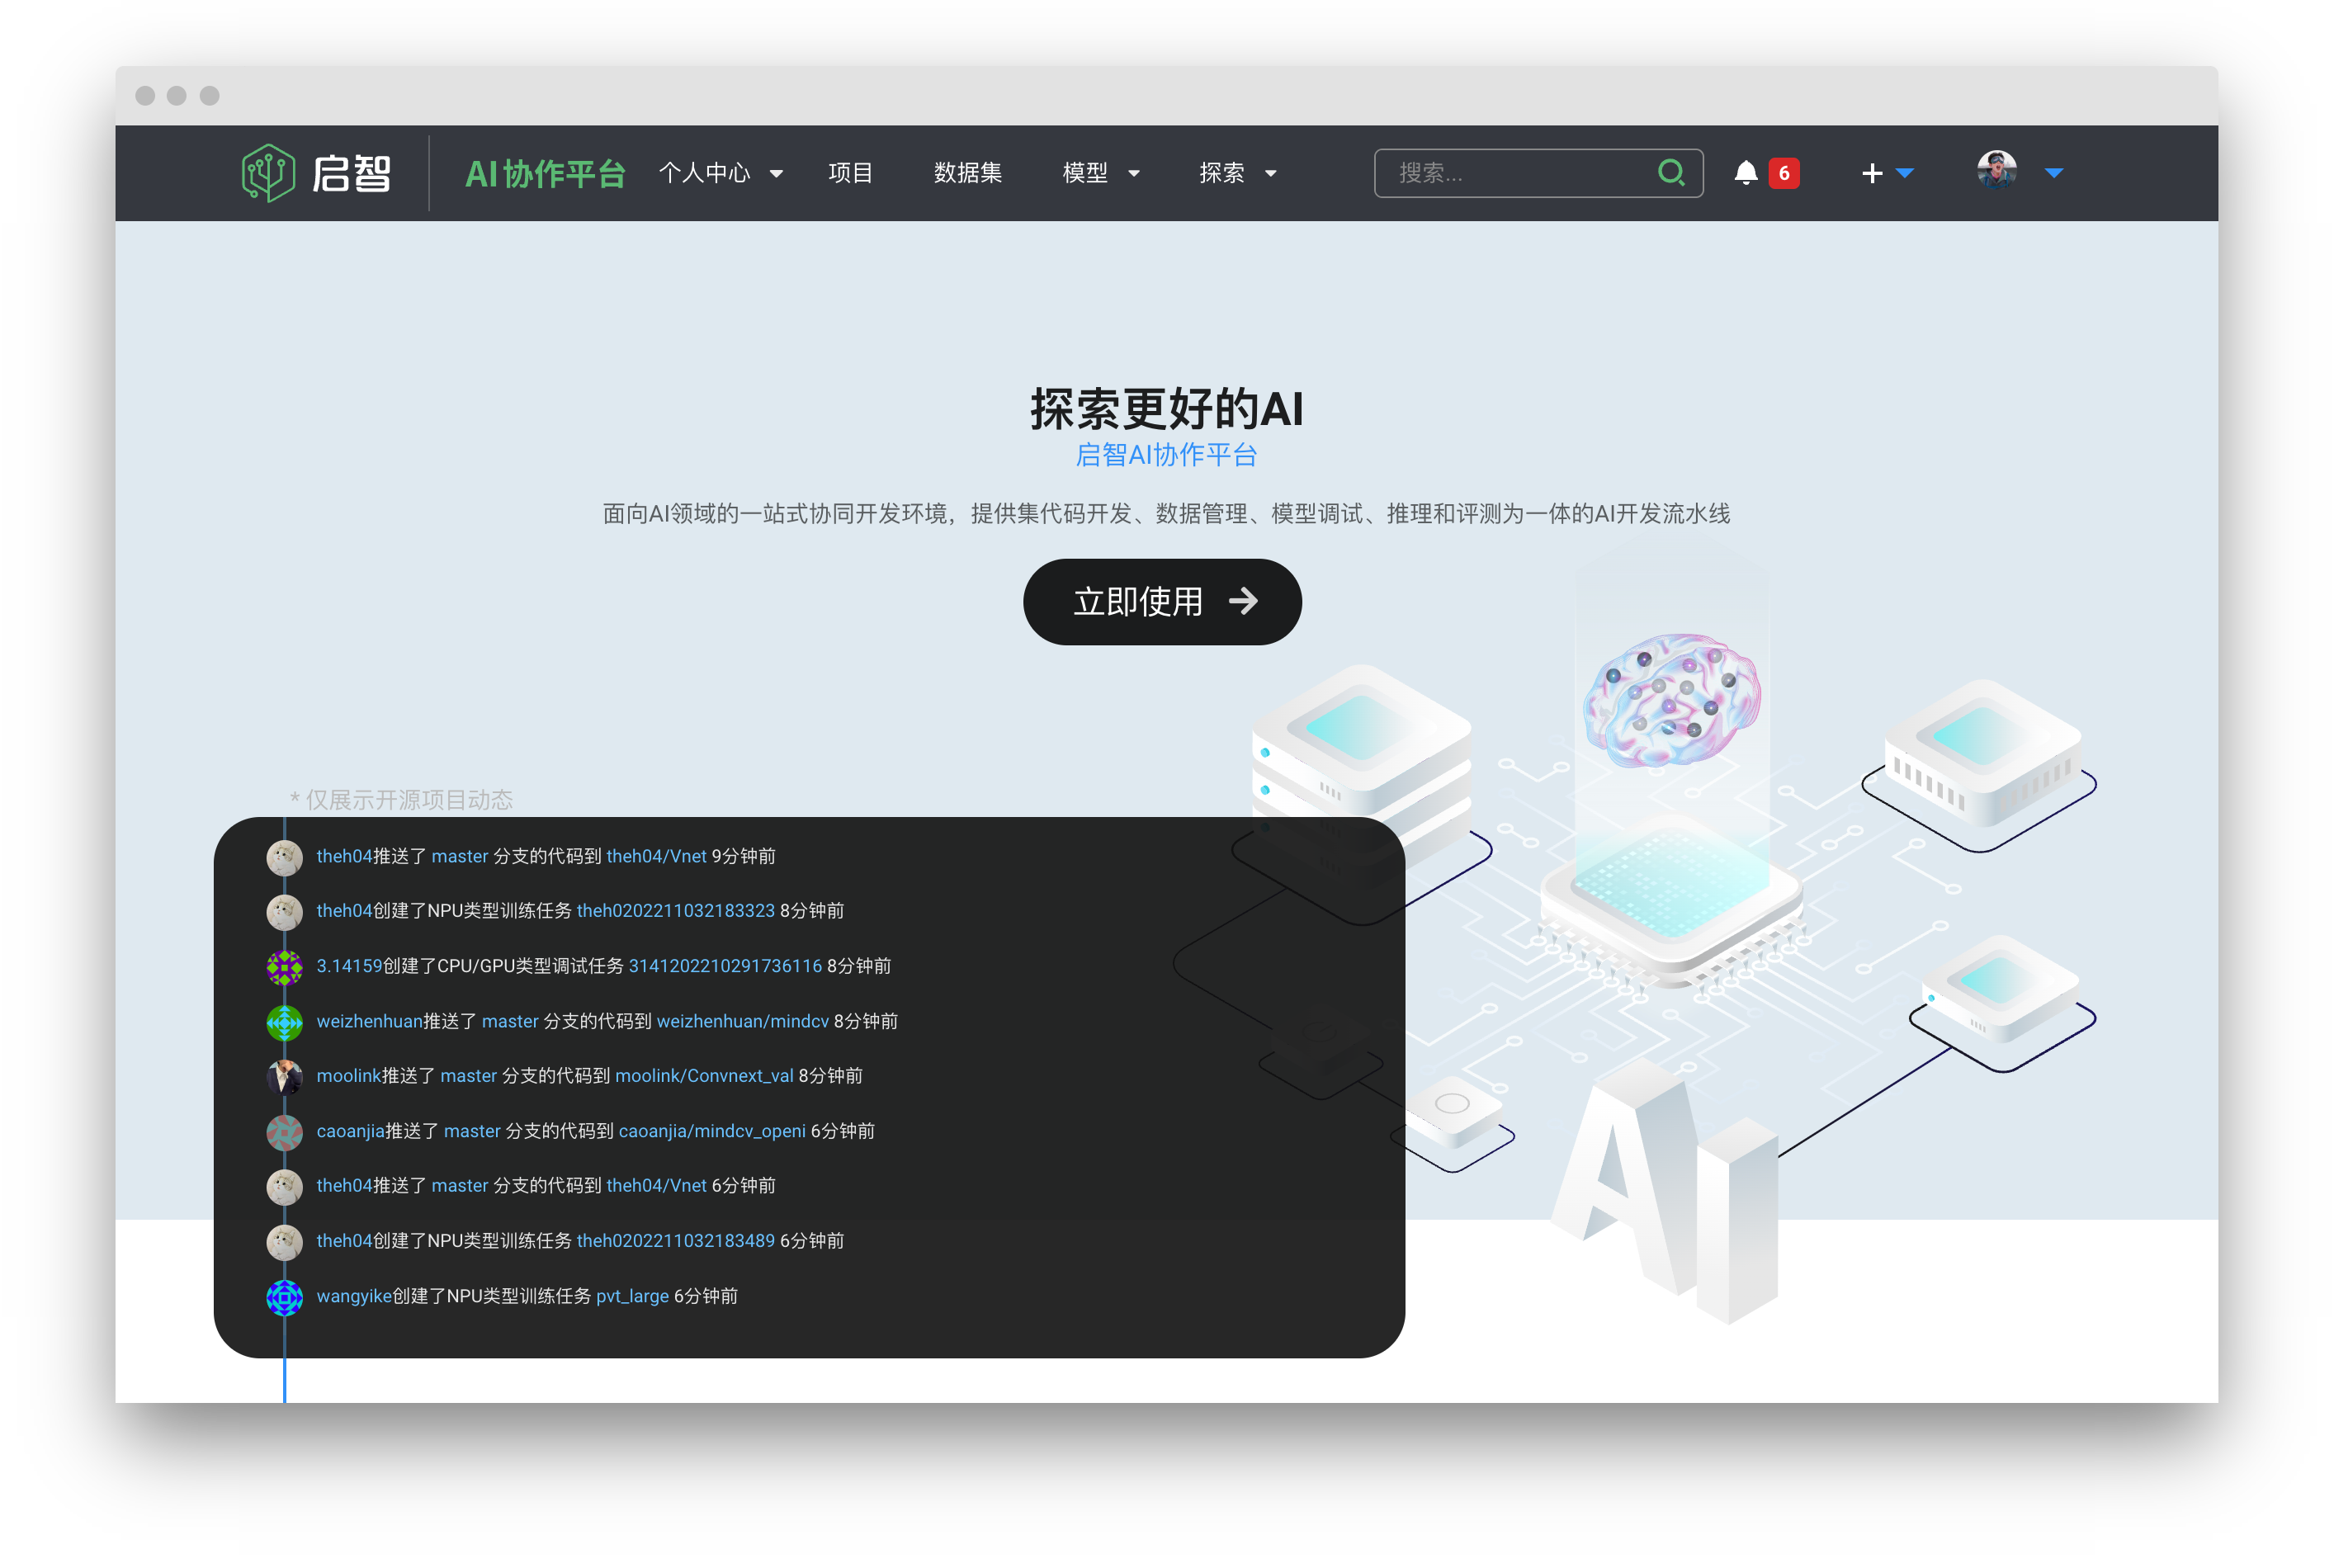 启智 AI协作平台 个人中心 项目 数据集 模型 探索 搜索... 6
探索更好的AI
启智AI协作平台
面向AI领域的一站式协同开发环境，提供集代码开发、数据管理、模型调试、推理和评测为一体的AI开发流水线
立即使用
* 仅展示开源项目动态
theh04推送了 master 分支的代码到 theh04/Vnet 9分钟前
theh04创建了NPU类型训练任务 theh0202211032183323 8分钟前
3.14159创建了CPU/GPU类型调试任务 3141202210291736116 8分钟前
weizhenhuan推送了 master 分支的代码到 weizhenhuan/mindcv 8分钟前
moolink推送了 master 分支的代码到 moolink/Convnext_val 8分钟前
caoanjia推送了 master 分支的代码到 caoanjia/mindcv_openi 6分钟前
theh04推送了 master 分支的代码到 theh04/Vnet 6分钟前
theh04创建了NPU类型训练任务 theh0202211032183489 6分钟前
wangyike创建了NPU类型训练任务 pvt_large 6分钟前
AI